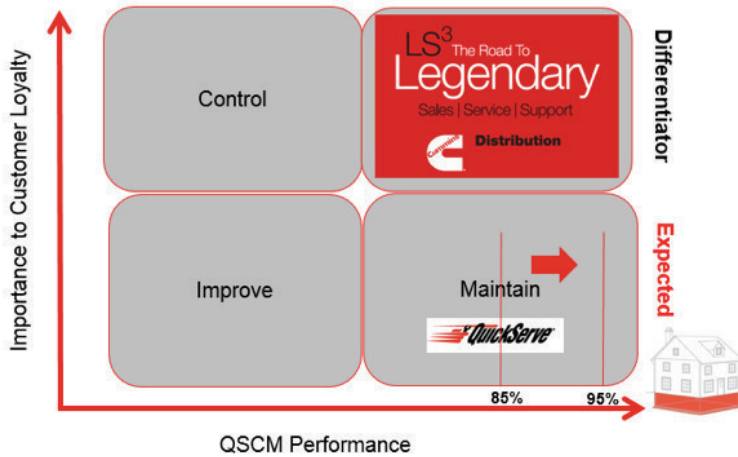 Importance to Customer Loyalty
Control
LS³ The Road To
Legendary
Sales | Service | Support
Cummins
Distribution
Differentiator
Improve
Maintain
QuickServe
Expected
85%
95%
QSCM Performance